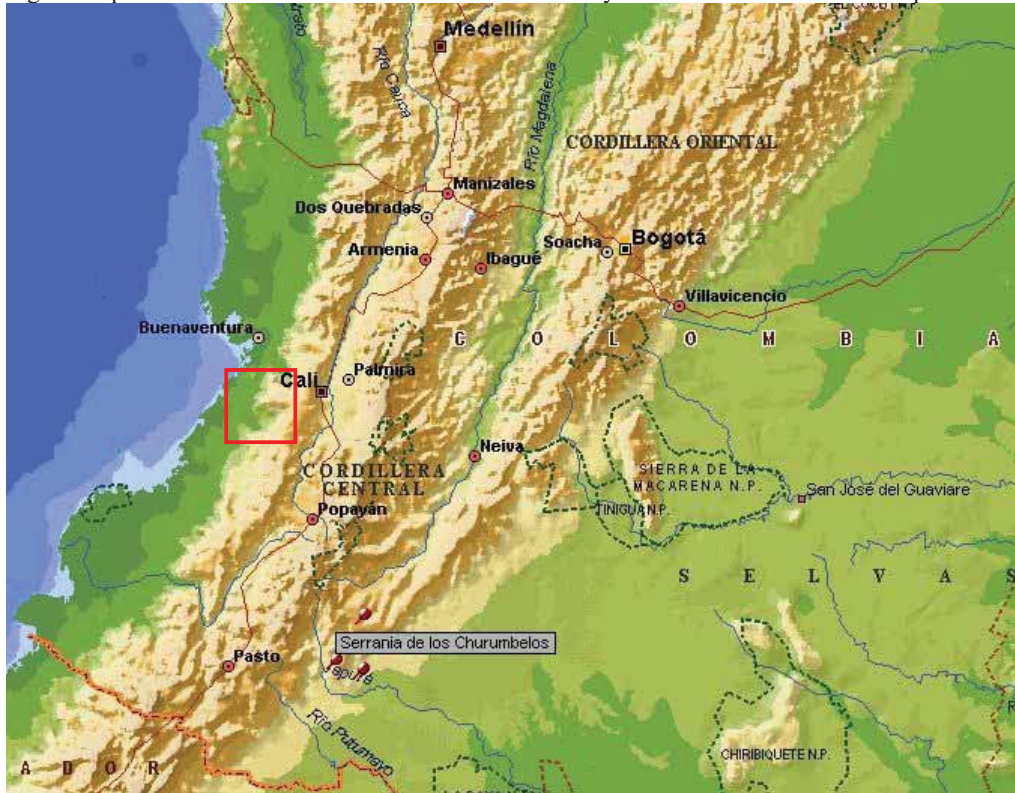 Medellín
Río Cauca
Río Magdalena
CORDILLERA ORIENTAL
Manizales
Dos Quebradas
Armenia
Ibagué
Soacha
Bogotá
Villavicencio
Buenaventura
C O L O M B I A
Cali
Palmira
Neiva
CORDILLERA
CENTRAL
SIERRA DE LA
MACARENA N.P.
TINIGUA N.P.
San José del Guaviare
Popayán
S E L V A S
Serrania de los Churumbelos
Pasto
Japurá
Río Putumayo
CHIRIBIQUETE N.P.
A D O R